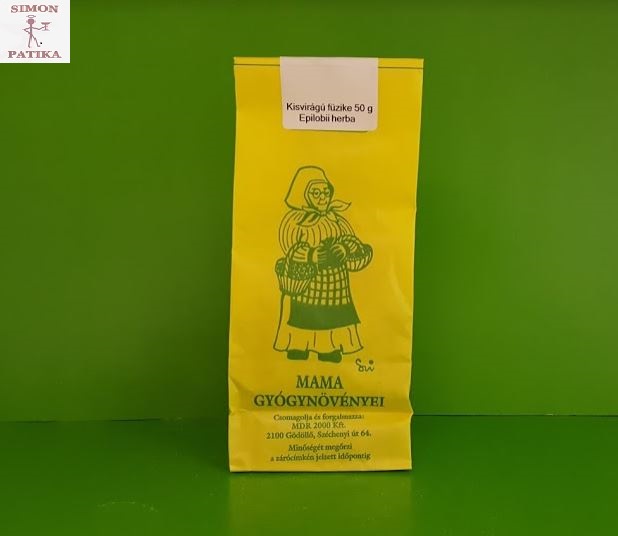 SIMON
PATIKA
Kisvirágú füzike 50 g
Epilobii herba
MAMA
GYÓGYNÖVÉNYEI
Csomagolja és forgalmazza:
MDR 2000 Kft.
2100 Gödöllő, Széchenyi út 64.
Minőségét megőrzi
a zárócímkén jelzett időpontig